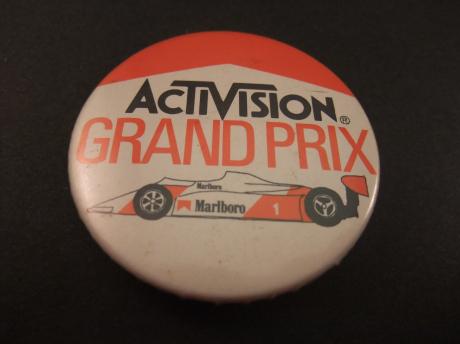 ACTIVISION®
GRAND PRIX
Marlboro
Marlboro 1